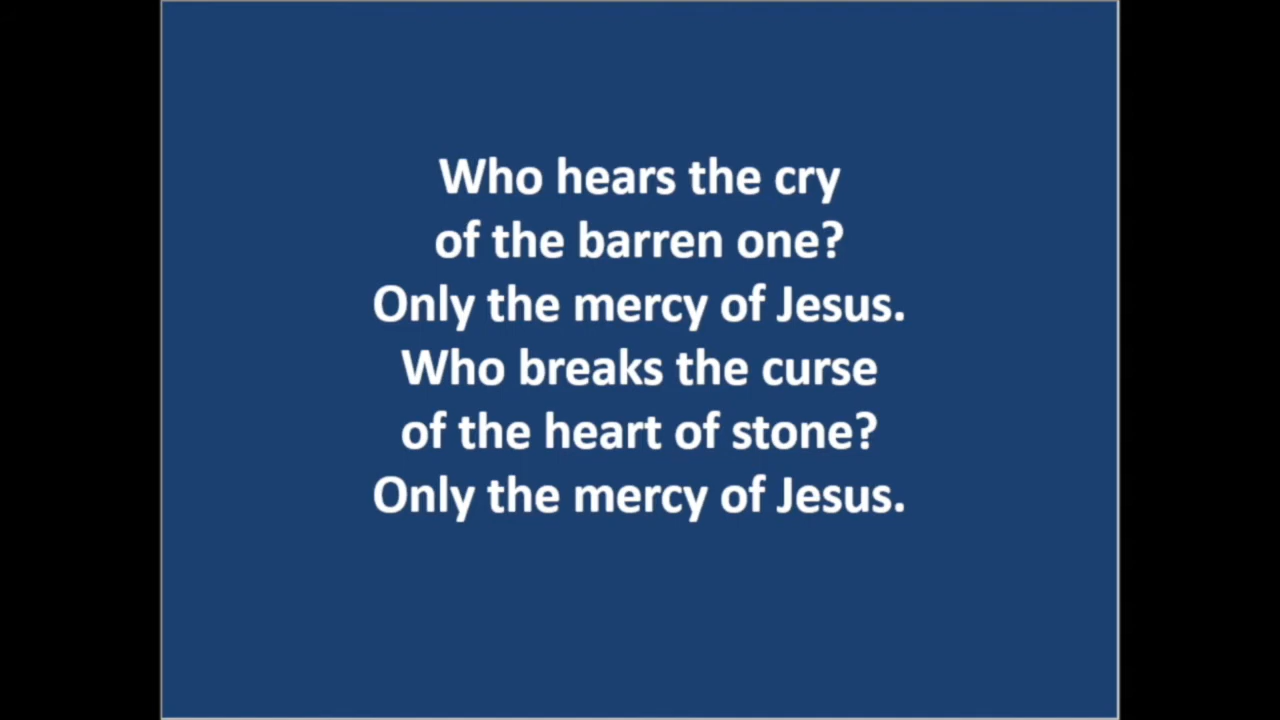 Who hears the cry
of the barren one?
Only the mercy of Jesus.
Who breaks the curse
of the heart of stone?
Only the mercy of Jesus.